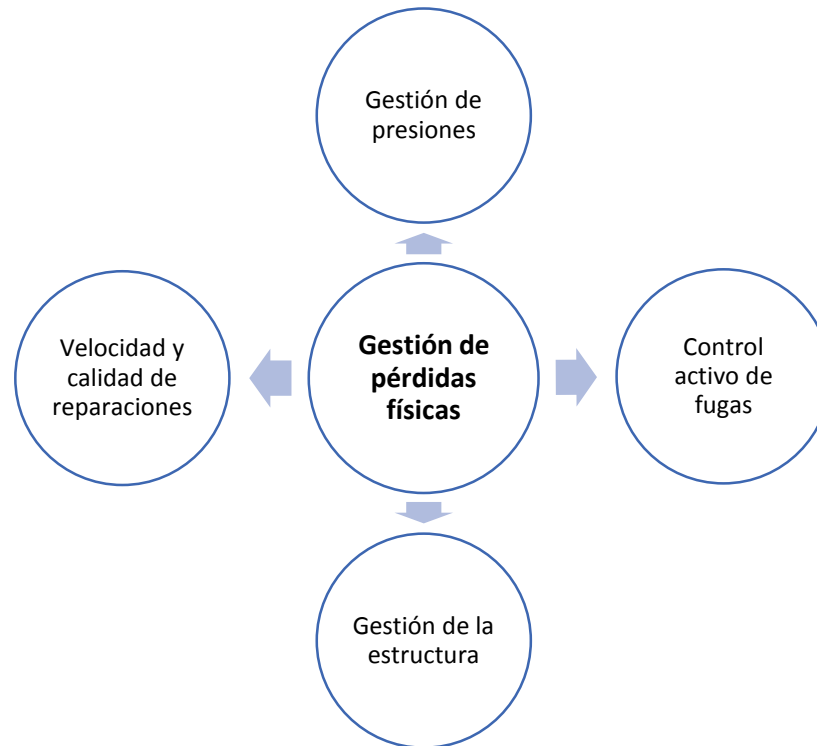 Gestión de
presiones
Velocidad y
calidad de
reparaciones
Gestión de
pérdidas
físicas
Control
activo de
fugas
Gestión de la
estructura